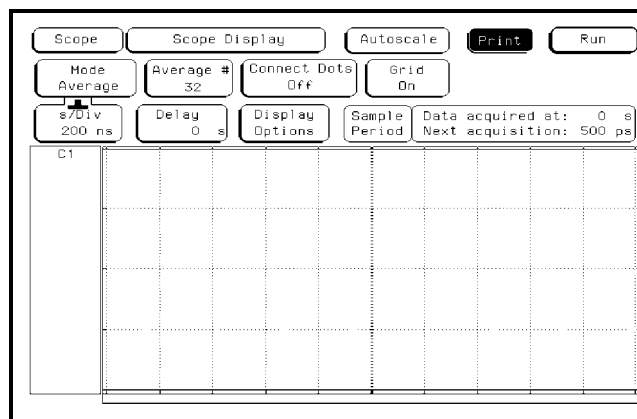 Scope Scope Display Autoscale Print Run
Mode Average # Connect Dots Grid
Average 32 Off On
s/Div Delay Display Sample Data acquired at: 0 s
200 ns 0 s Options Period Next acquisition: 500 ps
C1